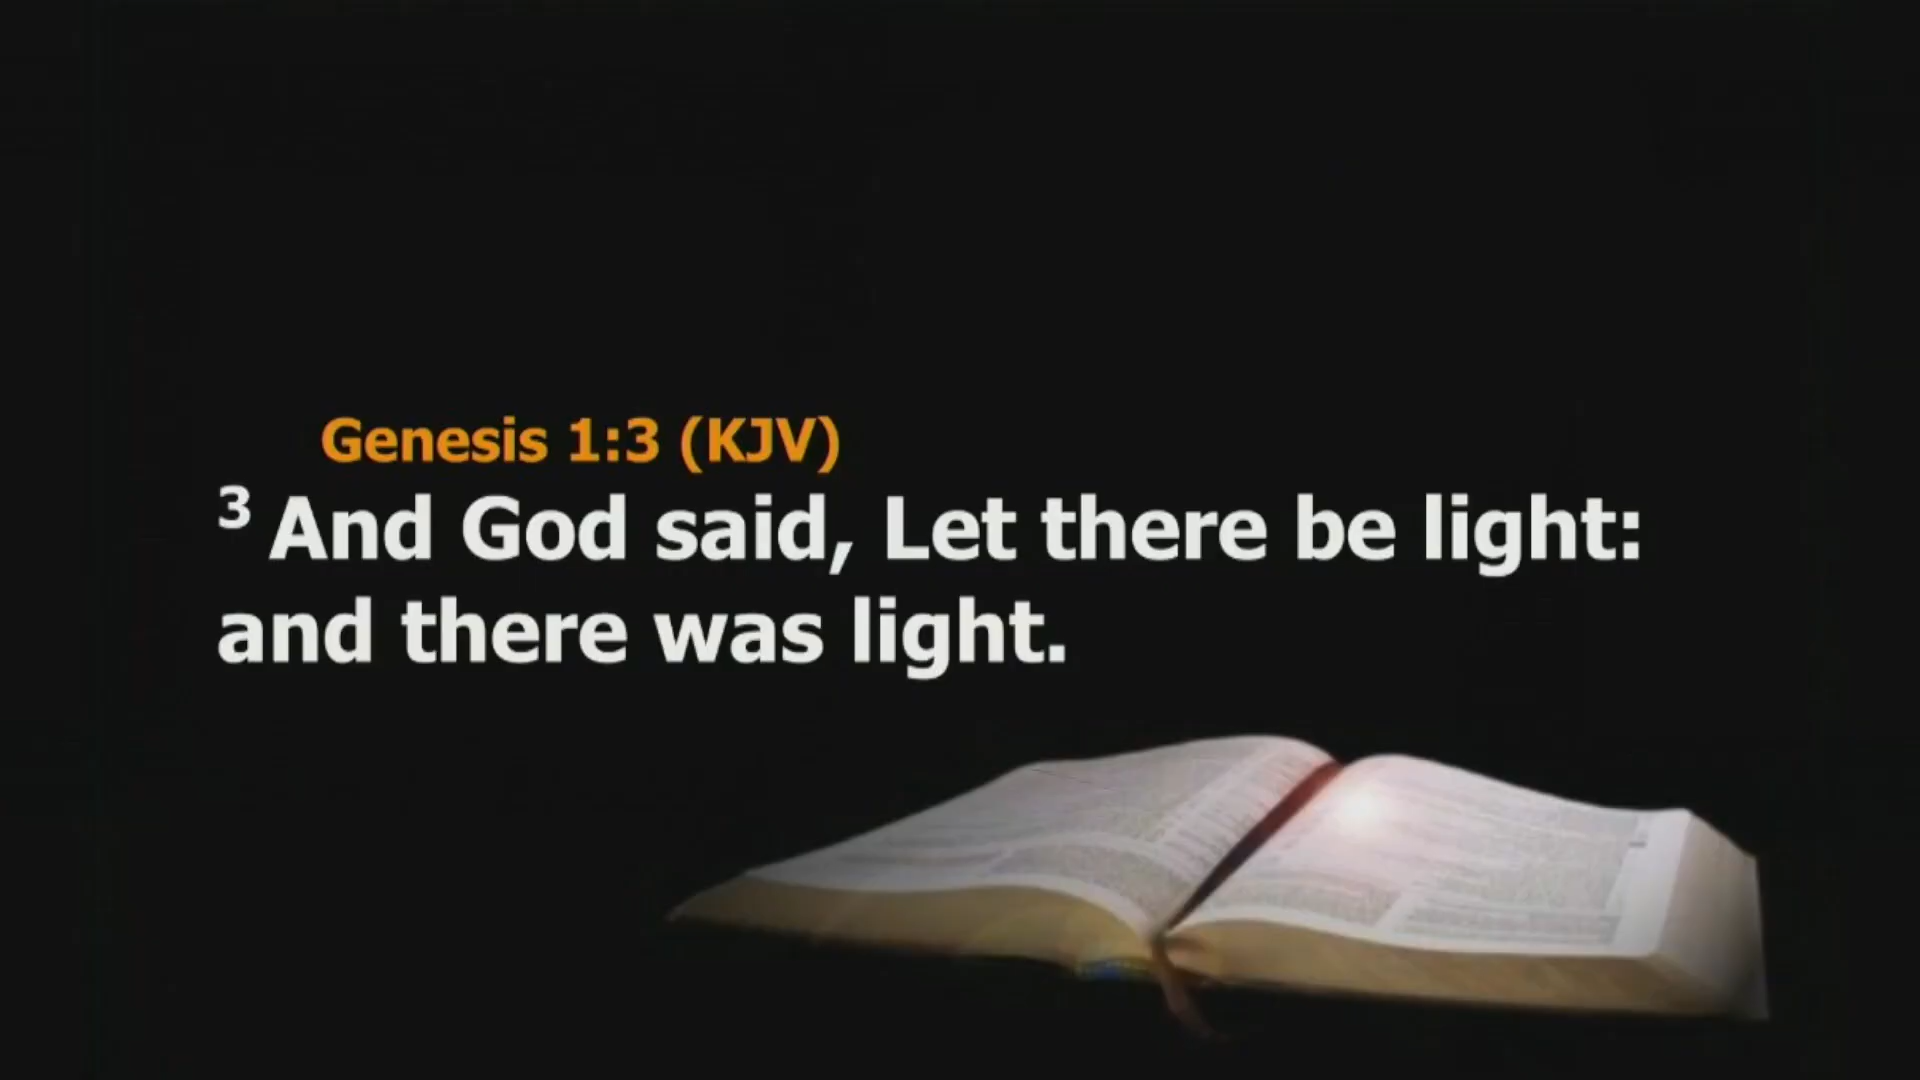 Genesis 1:3 (KJV)
3 And God said, Let there be light:
and there was light.